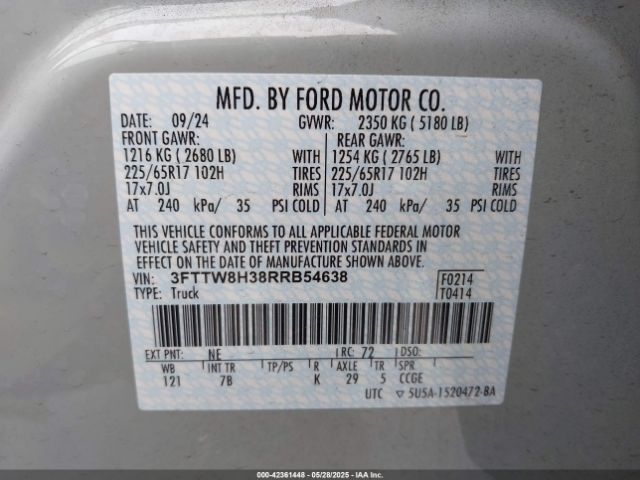 MFD. BY FORD MOTOR CO.
DATE: 09/24 GVWR: 2350 KG ( 5180 LB)
FRONT GAWR: REAR GAWR:
1216 KG ( 2680 LB) WITH 1254 KG ( 2765 LB) WITH
225/65R17 102H TIRES 225/65R17 102H TIRES
17x7.0J RIMS 17x7.0J RIMS
AT 240 kPa/ 35 PSI COLD AT 240 kPa/ 35 PSI COLD
THIS VEHICLE CONFORMS TO ALL APPLICABLE FEDERAL MOTOR
VEHICLE SAFETY AND THEFT PREVENTION STANDARDS IN
EFFECT ON THE DATE OF MANUFACTURE SHOWN ABOVE.
VIN: 3FTTW8H38RRB54638 F0214
TYPE: Truck T0414
EXT PNT: NE RC: 72 DSO:
WB INT TR TP/PS R AXLE TR SPR
121 7B K 29 5 CCGE
UTC ▽ 5U5A-1520472-BA
000-42361448 - 05/28/2025 - IAA, Inc.